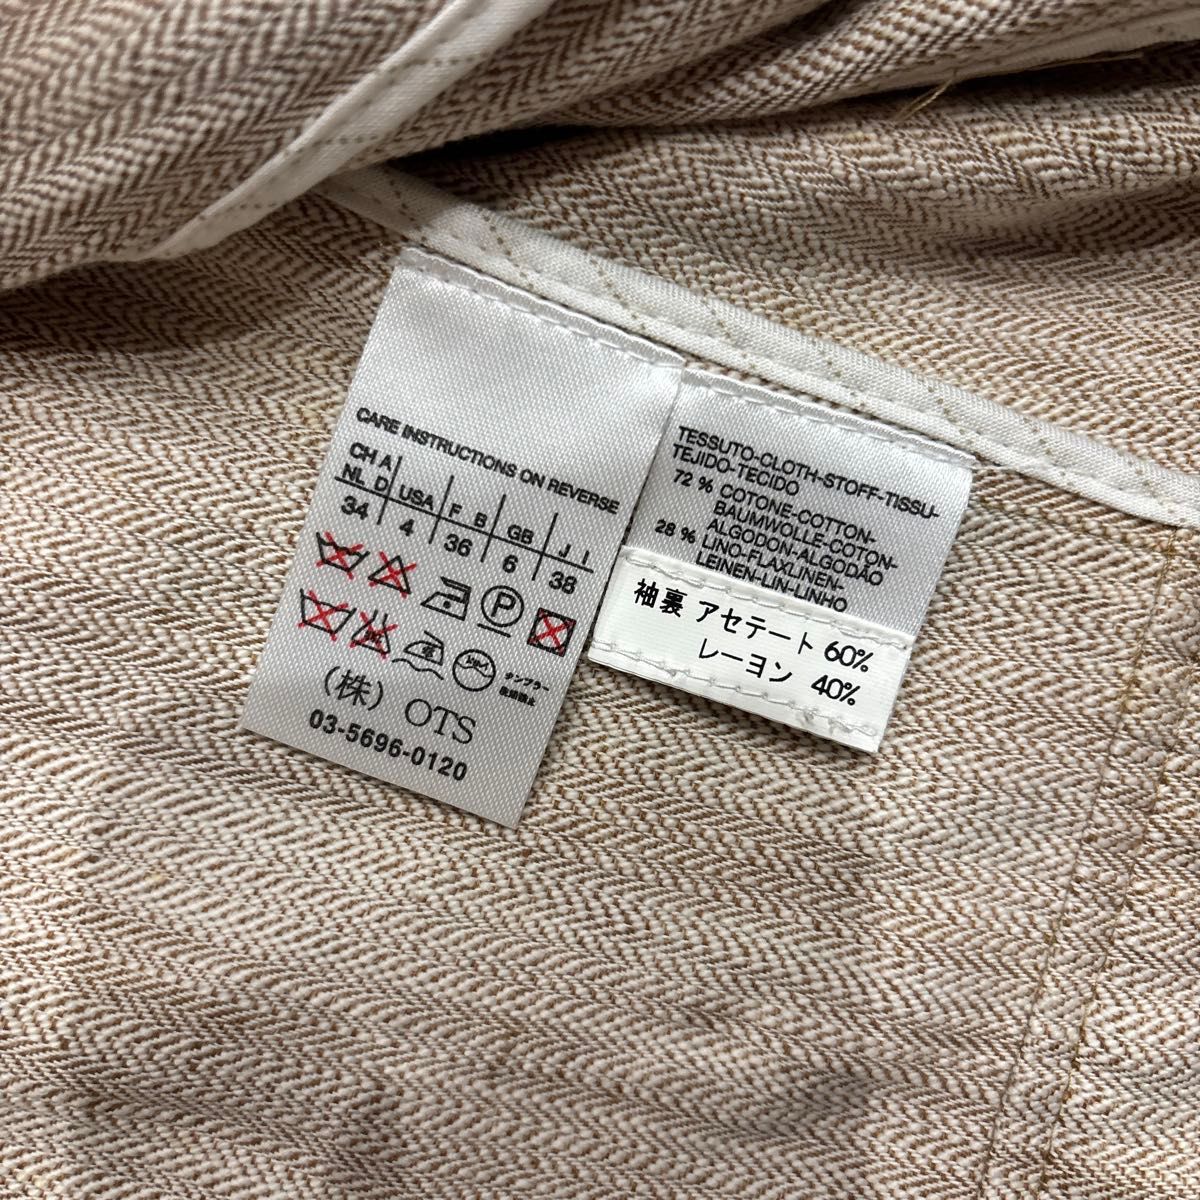 CARE INSTRUCTIONS ON REVERSE
CH A
NL D USA F B GB J I
34 4 36 6 38
P
(株) OTS
03-5696-0120
TESSUTO-CLOTH-STOFF-TISSU-
TEJIDO-TECIDO
72 % COTONE-COTTON-
BAUMWOLLE-COTON-
ALGODON-ALGODÃO
28 % LINO-FLAXLINEN-
LEINEN-LIN-LINHO
袖裏 アセテート 60%
レーヨン 40%